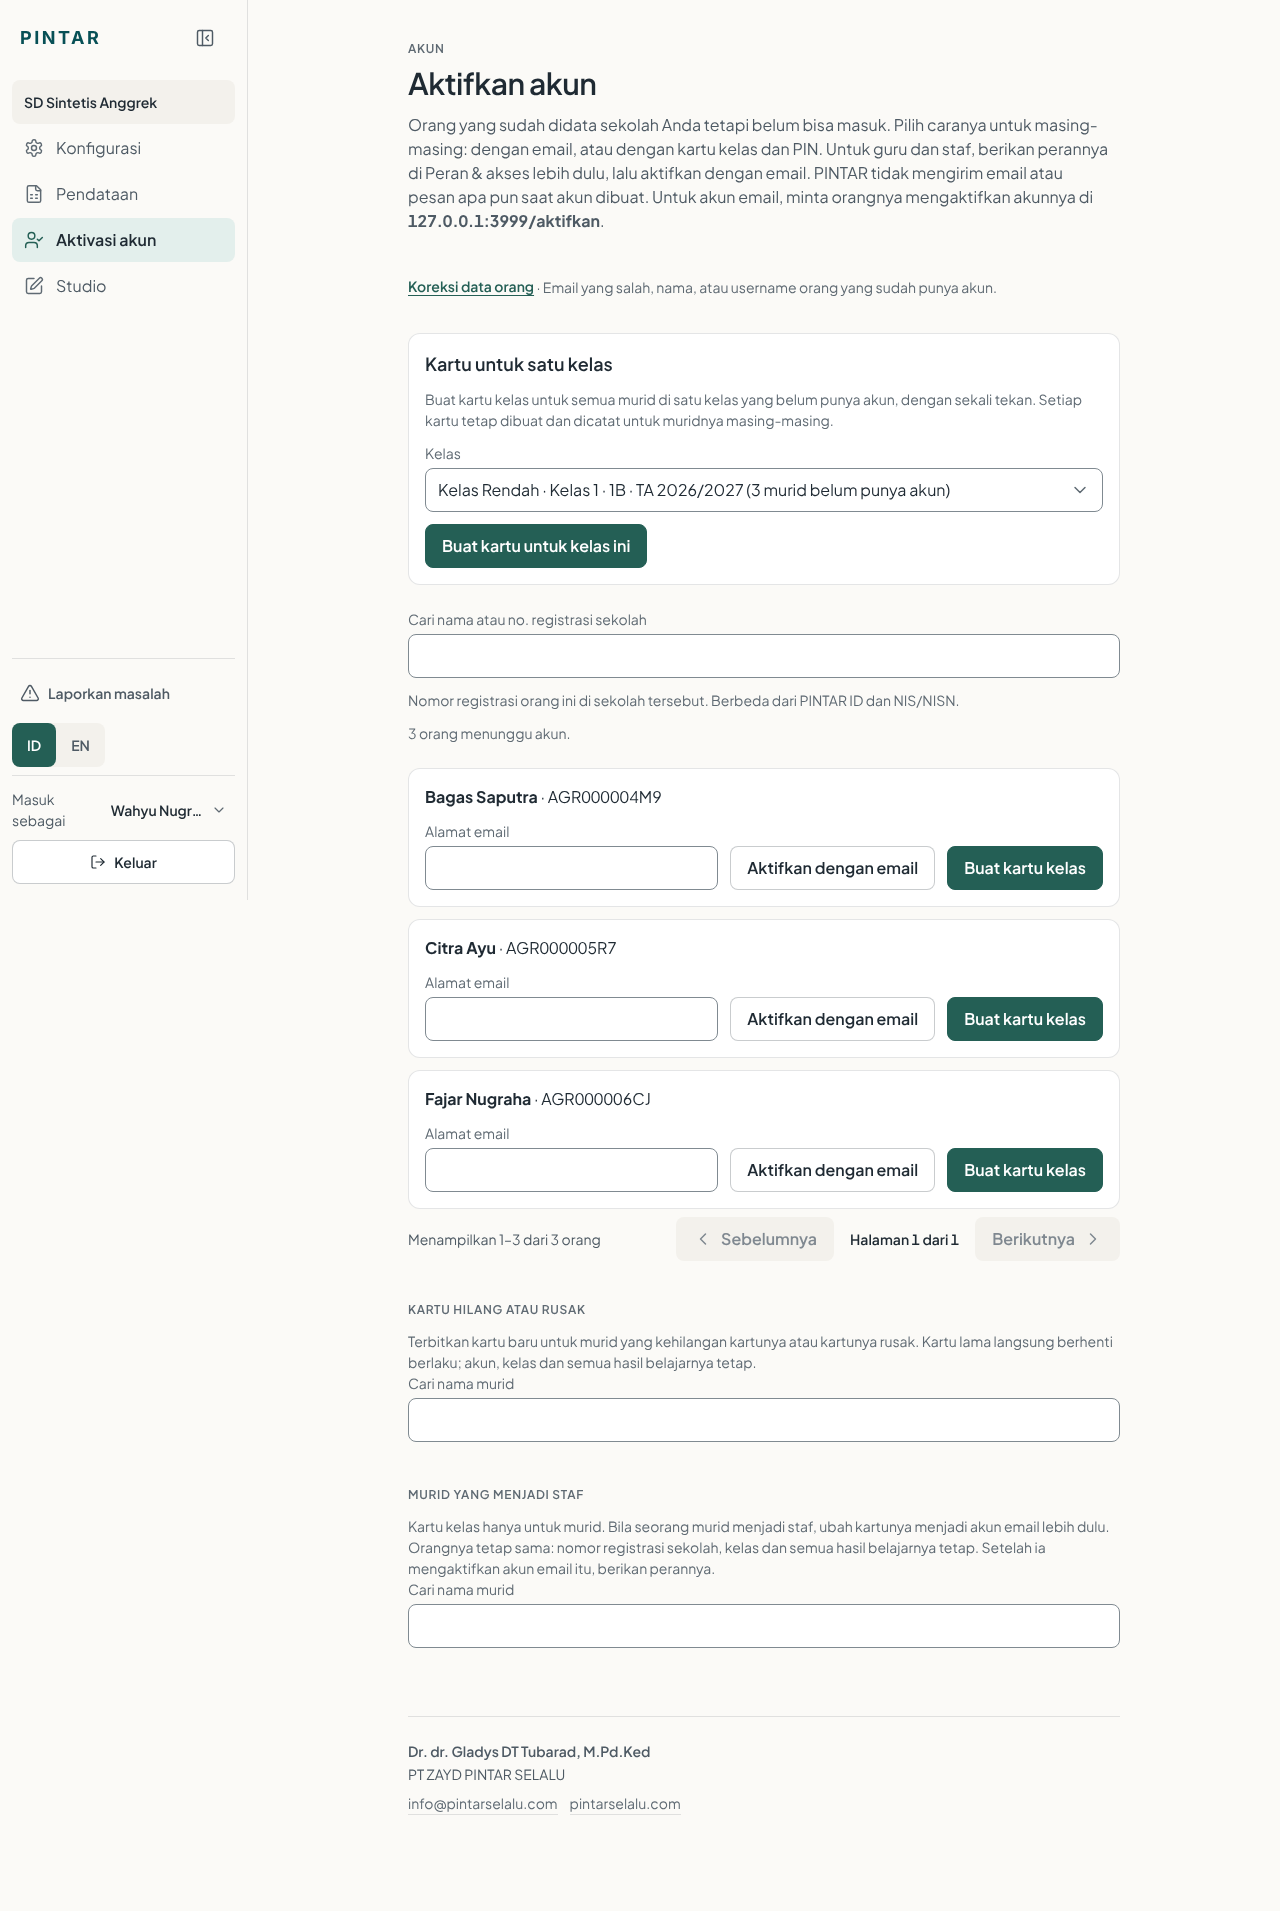 PINTAR
SD Sintetis Anggrek
Konfigurasi
Pendataan
Aktivasi akun
Studio
Laporkan masalah
ID EN
Masuk
sebagai
Wahyu Nugr…
Keluar
AKUN
Aktifkan akun
Orang yang sudah didata sekolah Anda tetapi belum bisa masuk. Pilih caranya untuk masing-
masing: dengan email, atau dengan kartu kelas dan PIN. Untuk guru dan staf, berikan perannya
di Peran & akses lebih dulu, lalu aktifkan dengan email. PINTAR tidak mengirim email atau
pesan apa pun saat akun dibuat. Untuk akun email, minta orangnya mengaktifkan akunnya di
127.0.0.1:3999/aktifkan.
Koreksi data orang · Email yang salah, nama, atau username orang yang sudah punya akun.
Kartu untuk satu kelas
Buat kartu kelas untuk semua murid di satu kelas yang belum punya akun, dengan sekali tekan. Setiap
kartu tetap dibuat dan dicatat untuk muridnya masing-masing.
Kelas
Kelas Rendah · Kelas 1 · 1B · TA 2026/2027 (3 murid belum punya akun)
Buat kartu untuk kelas ini
Cari nama atau no. registrasi sekolah
Nomor registrasi orang ini di sekolah tersebut. Berbeda dari PINTAR ID dan NIS/NISN.
3 orang menunggu akun.
Bagas Saputra · AGR000004M9
Alamat email
Aktifkan dengan email Buat kartu kelas
Citra Ayu · AGR000005R7
Alamat email
Aktifkan dengan email Buat kartu kelas
Fajar Nugraha · AGR000006CJ
Alamat email
Aktifkan dengan email Buat kartu kelas
Menampilkan 1–3 dari 3 orang Sebelumnya Halaman 1 dari 1 Berikutnya
KARTU HILANG ATAU RUSAK
Terbitkan kartu baru untuk murid yang kehilangan kartunya atau kartunya rusak. Kartu lama langsung berhenti
berlaku; akun, kelas dan semua hasil belajarnya tetap.
Cari nama murid
MURID YANG MENJADI STAF
Kartu kelas hanya untuk murid. Bila seorang murid menjadi staf, ubah kartunya menjadi akun email lebih dulu.
Orangnya tetap sama: nomor registrasi sekolah, kelas dan semua hasil belajarnya tetap. Setelah ia
mengaktifkan akun email itu, berikan perannya.
Cari nama murid
Dr. dr. Gladys DT Tubarad, M.Pd.Ked
PT ZAYD PINTAR SELALU
info@pintarselalu.com pintarselalu.com